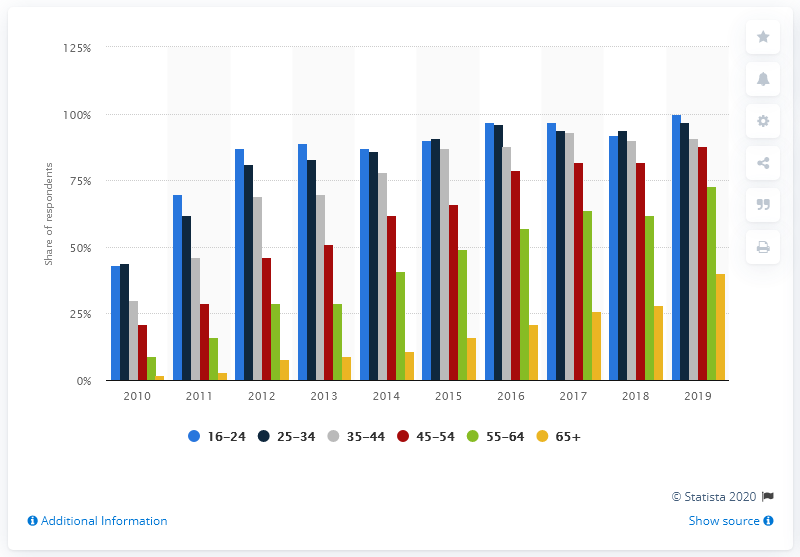 125%
100%
75%
50%
25%
0%
Share of respondents
2010 2011 2012 2013 2014 2015 2016 2017 2018 2019
16-24 25-34 35-44 45-54 55-64 65+
© Statista 2020
Additional Information Show source